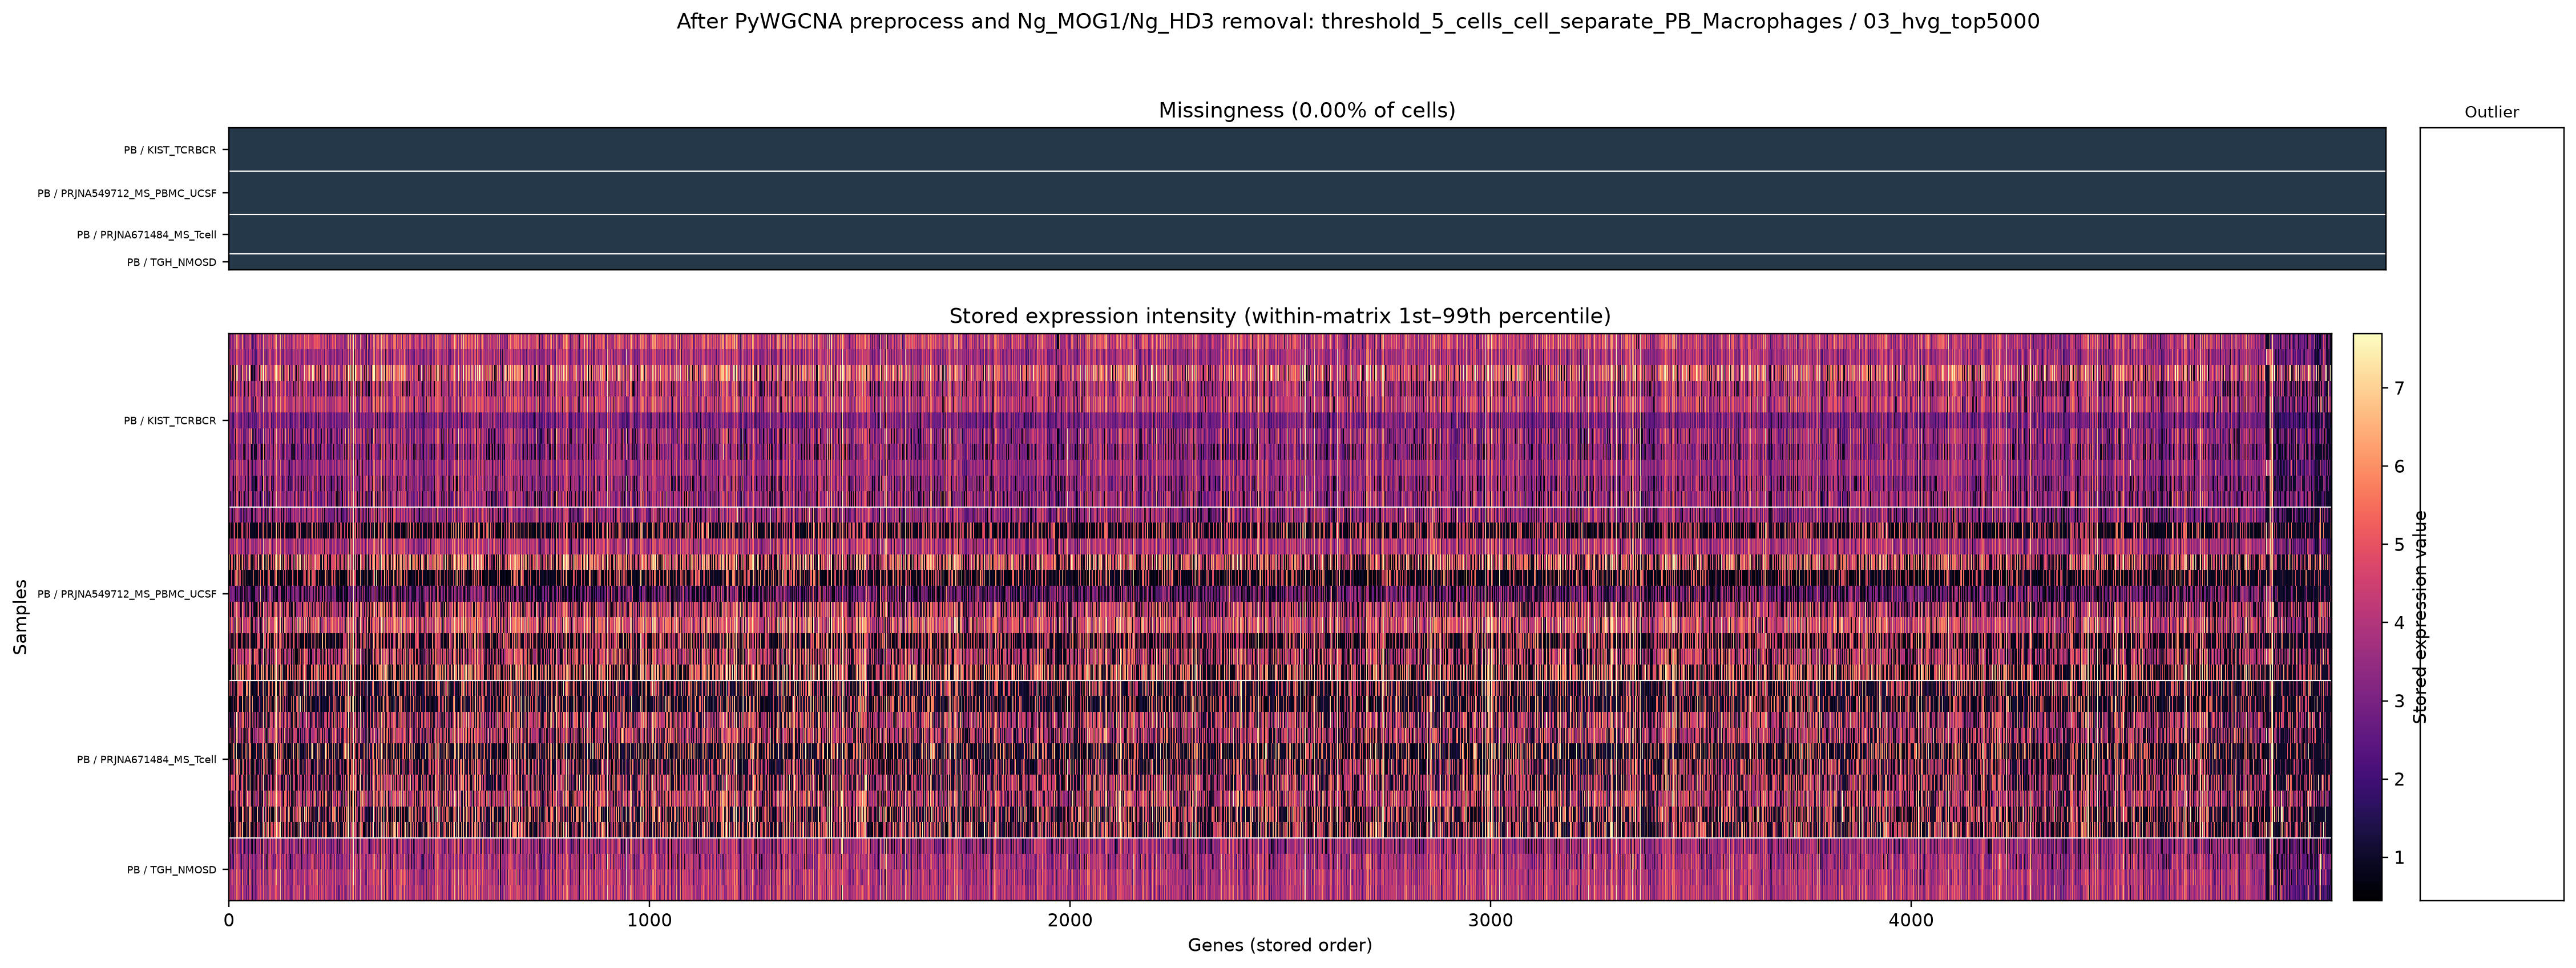 After PyWGCNA preprocess and Ng_MOG1/Ng_HD3 removal: threshold_5_cells_cell_separate_PB_Macrophages / 03_hvg_top5000
Missingness (0.00% of cells)
Outlier
PB / KIST_TCRBCR
PB / PRJNA549712_MS_PBMC_UCSF
PB / PRJNA671484_MS_Tcell
PB / TGH_NMOSD
Stored expression intensity (within-matrix 1st–99th percentile)
Samples
PB / KIST_TCRBCR
PB / PRJNA549712_MS_PBMC_UCSF
PB / PRJNA671484_MS_Tcell
PB / TGH_NMOSD
0 1000 2000 3000 4000
Genes (stored order)
7
6
5
4
3
2
1
Stored expression value